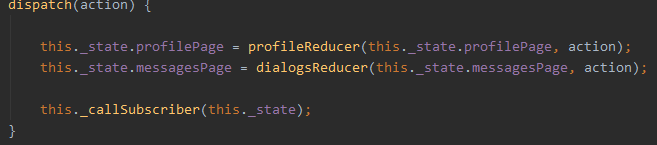 dispatch(action) {
this._state.profilePage = profileReducer(this._state.profilePage, action);
this._state.messagesPage = dialogsReducer(this._state.messagesPage, action);
this._callSubscriber(this._state);
}